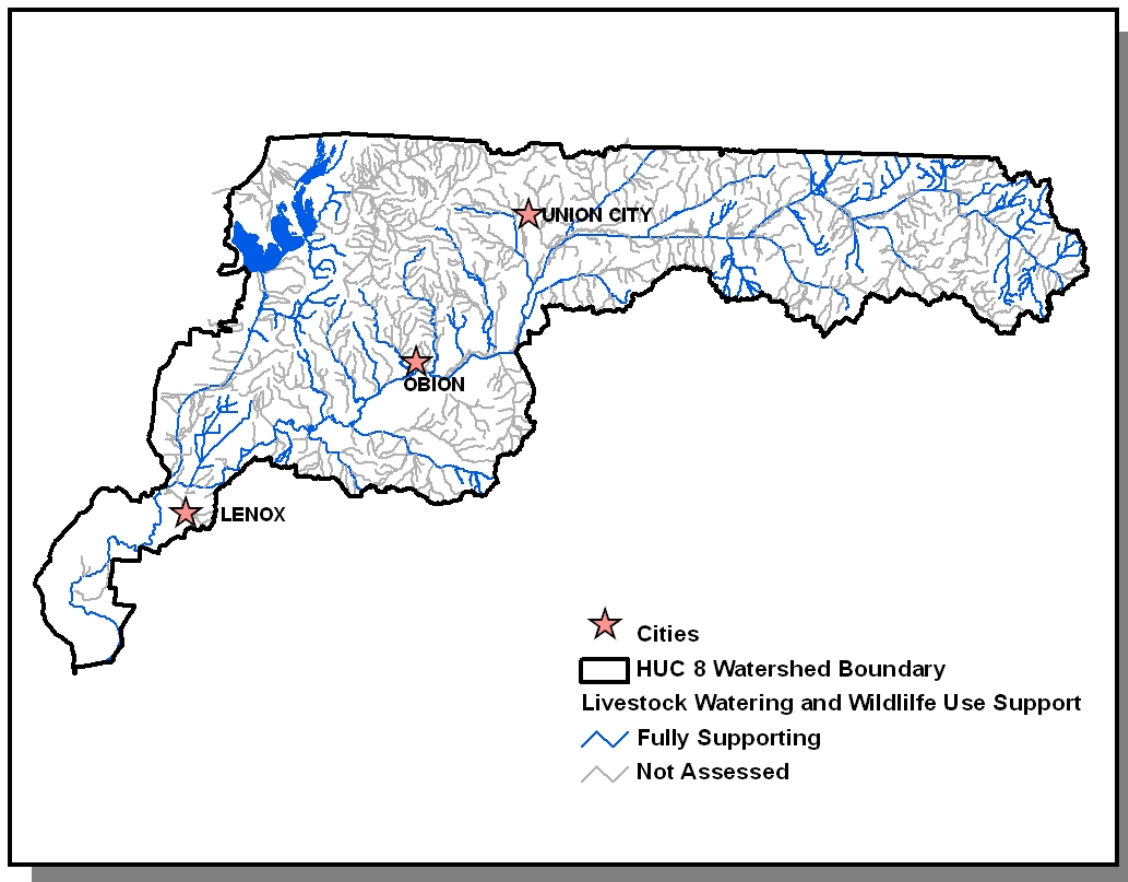 UNION CITY
OBION
LENOX
Cities
HUC 8 Watershed Boundary
Livestock Watering and Wildlilfe Use Support
Fully Supporting
Not Assessed